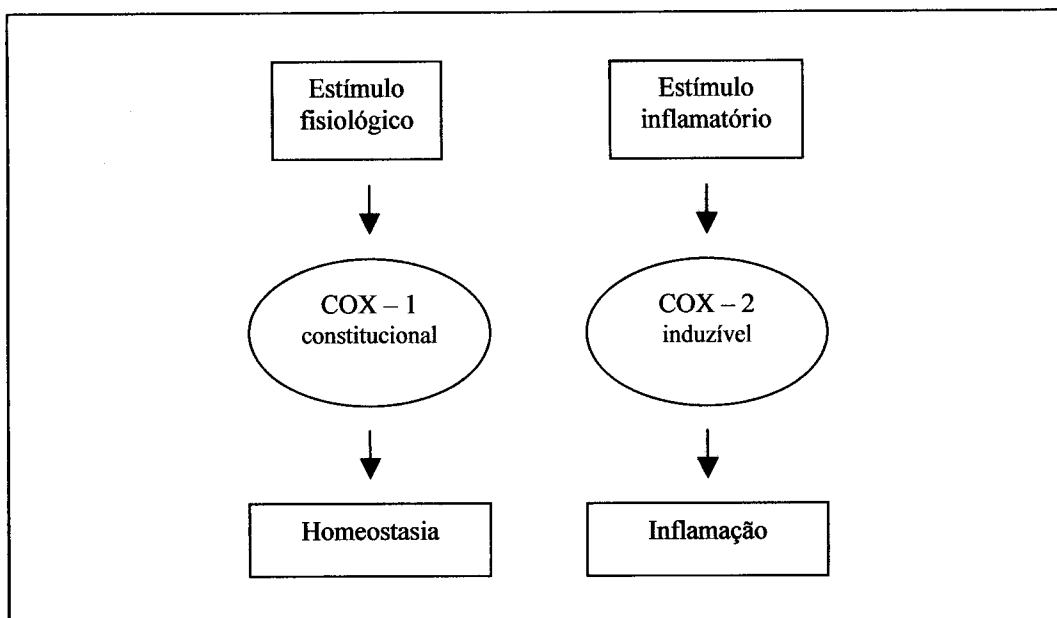 Estímulo
fisiológico
Estímulo
inflamatório
COX – 1
constitucional
COX – 2
induzível
Homeostasia
Inflamação